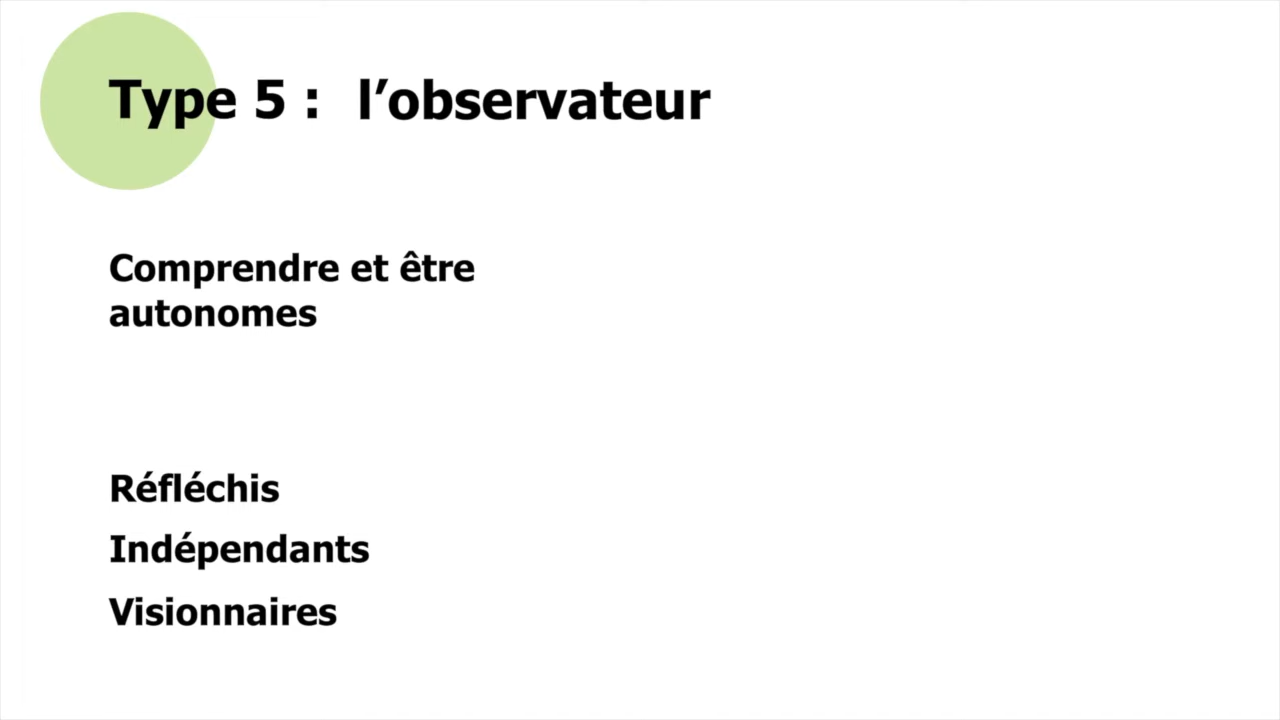 Type 5 : l’observateur
Comprendre et être
autonomes
Réfléchis
Indépendants
Visionnaires